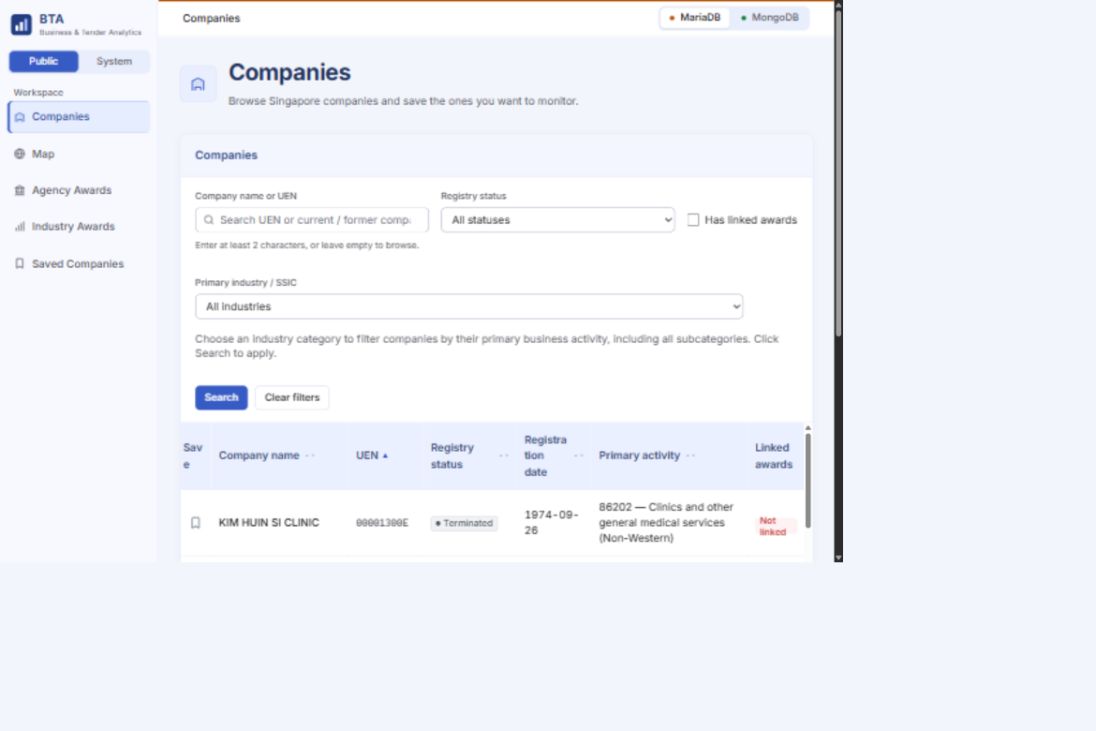 BTA
Business & Tender Analytics
Public
System
Workspace
Companies
Map
Agency Awards
Industry Awards
Saved Companies
Companies
MariaDB
MongoDB
Companies
Browse Singapore companies and save the ones you want to monitor.
Companies
Company name or UEN
Registry status
Search UEN or current / former comp
All statuses
Has linked awards
Enter at least 2 characters, or leave empty to browse.
Primary industry / SSIC
All industries
Choose an industry category to filter companies by their primary business activity, including all subcategories. Click
Search to apply.
Search
Clear filters
Sav
e
Company name
UEN
Registry
status
Registra
tion
date
Primary activity
Linked
awards
KIM HUIN SI CLINIC
00001300E
Terminated
1974-09-
26
86202 — Clinics and other
general medical services
(Non-Western)
Not
linked